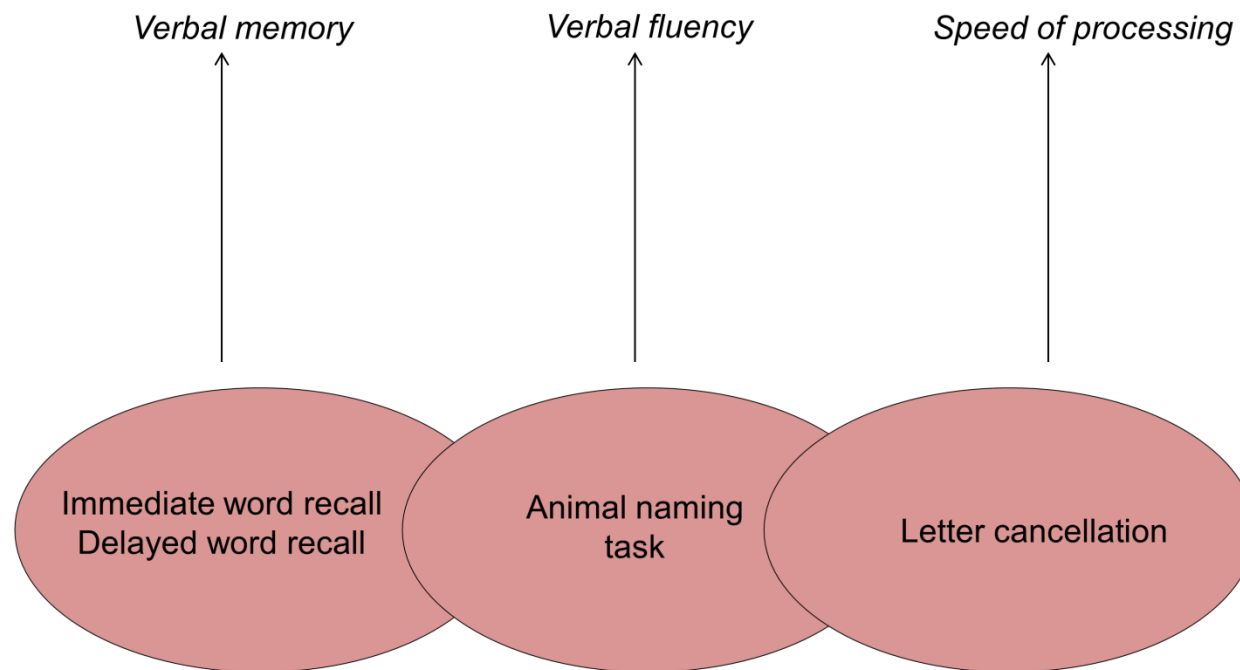 Verbal memory
Verbal fluency
Speed of processing
Immediate word recall
Delayed word recall
Animal naming
task
Letter cancellation